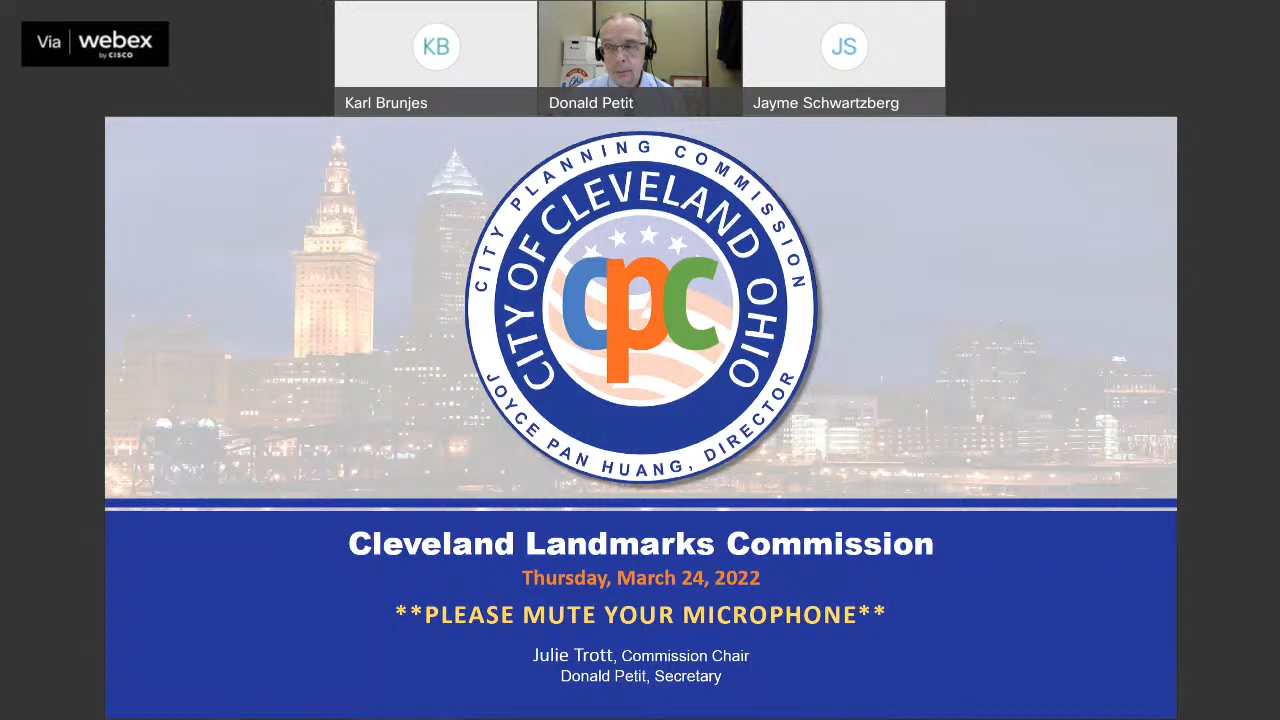 Via webex
by CISCO
KB
JS
Karl Brunjes
Donald Petit
Jayme Schwartzberg
CITY PLANNING COMMISSION
CITY OF CLEVELAND OHIO
cpc
JOYCE PAN HUANG, DIRECTOR
Cleveland Landmarks Commission
Thursday, March 24, 2022
**PLEASE MUTE YOUR MICROPHONE**
Julie Trott, Commission Chair
Donald Petit, Secretary